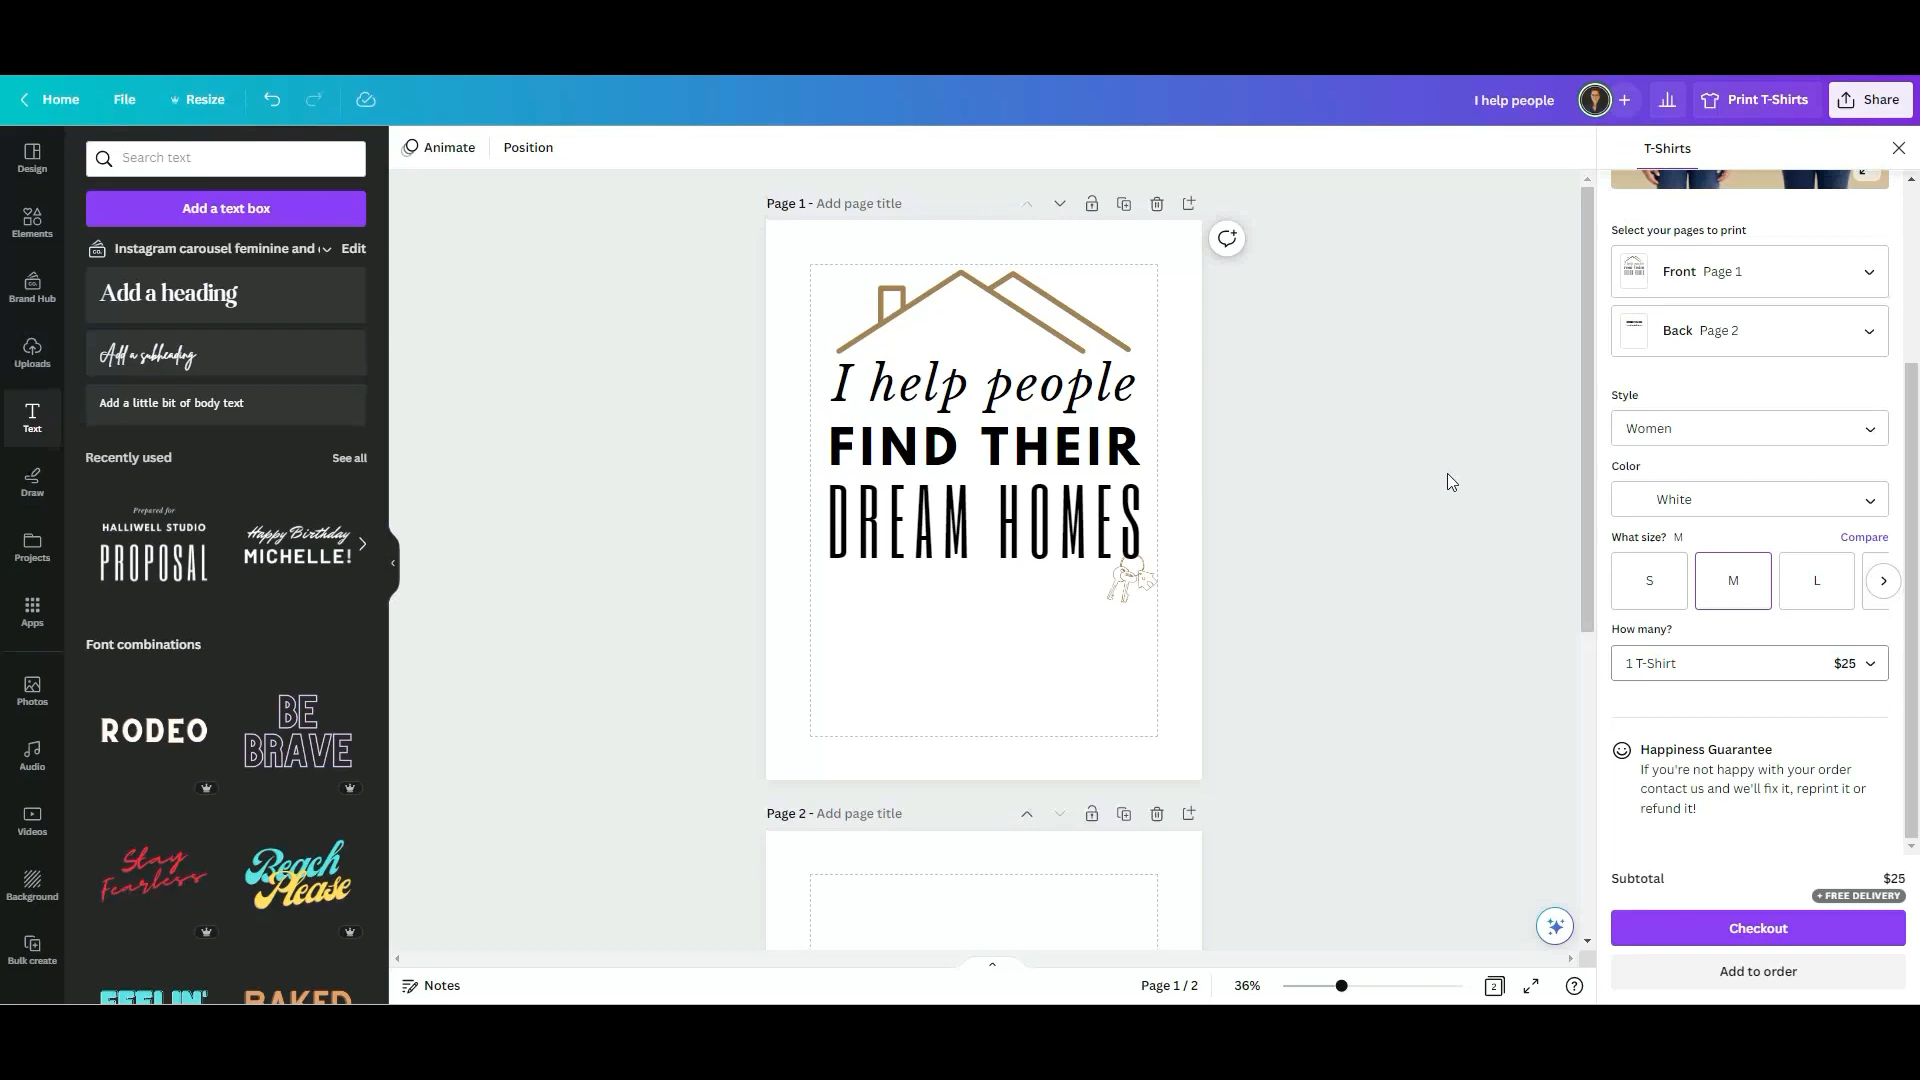 Home
File
Resize
I help people
Print T-Shirts
Share
Design
Elements
Brand Hub
Uploads
Text
Draw
Projects
Apps
Photos
Audio
Videos
Background
Bulk create
Search text
Add a text box
Instagram carousel feminine and
Edit
Add a heading
Add a subheading
Add a little bit of body text
Recently used
See all
Prepared for
HALLIWELL STUDIO
PROPOSAL
Happy Birthday
MICHELLE!
Font combinations
RODEO
BE
BRAVE
Stay
Fearless
Beach
Please
FEELIN'
BAKED
Animate
Position
Page 1 - Add page title
I help people
FIND THEIR
DREAM HOMES
Page 2 - Add page title
Notes
Page 1 / 2
36%
2
T-Shirts
Select your pages to print
Front Page 1
Back Page 2
Style
Women
Color
White
What size? M
Compare
S
M
L
How many?
1 T-Shirt
$25
Happiness Guarantee
If you're not happy with your order
contact us and we'll fix it, reprint it or
refund it!
Subtotal
$25
+ FREE DELIVERY
Checkout
Add to order